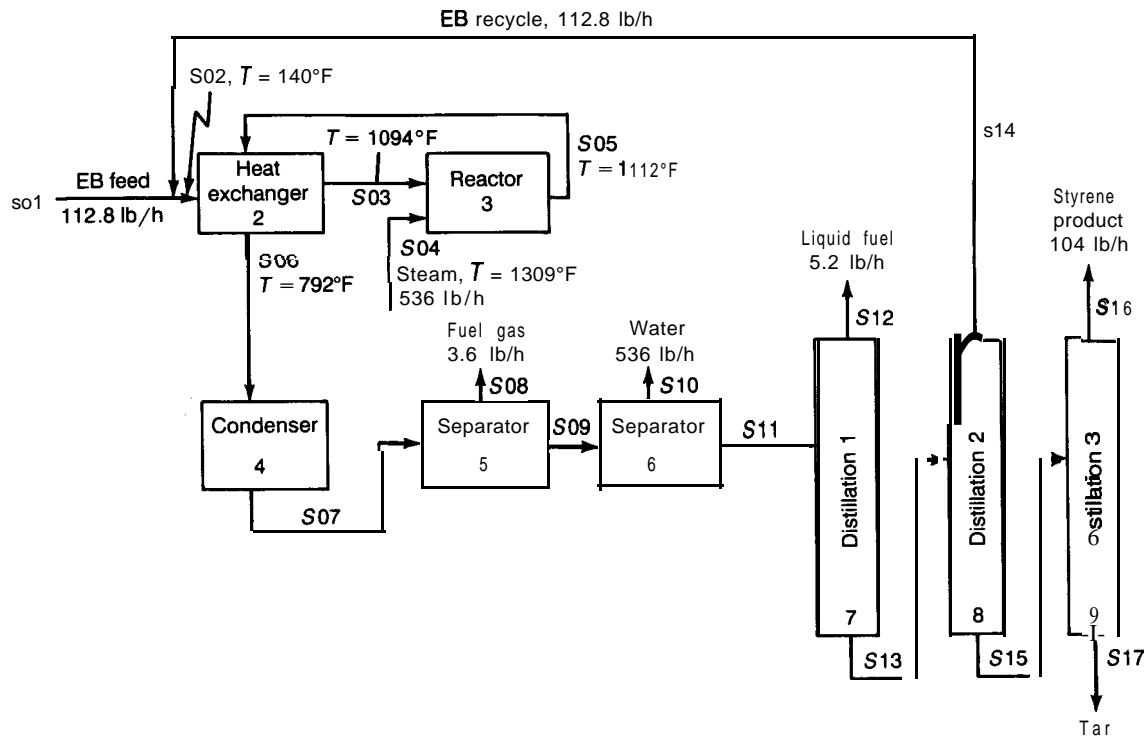 EB recycle, 112.8 lb/h
S02, T = 140°F
s14
T = 1094°F
S05
T = 1112°F
EB feed
so1
112.8 lb/h
Heat
exchanger
2
S03
Reactor
3
S04
Steam, T = 1309°F
536 lb/h
S06
T = 792°F
Styrene
product
104 lb/h
Liquid fuel
5.2 lb/h
S16
S12
Fuel gas
3.6 lb/h
Water
536 lb/h
S08
S10
Condenser
4
Separator
5
S09
Separator
6
S11
S07
Distillation 1
7
Distillation 2
8
stillation 3
6
9
S13
S15
S17
Tar